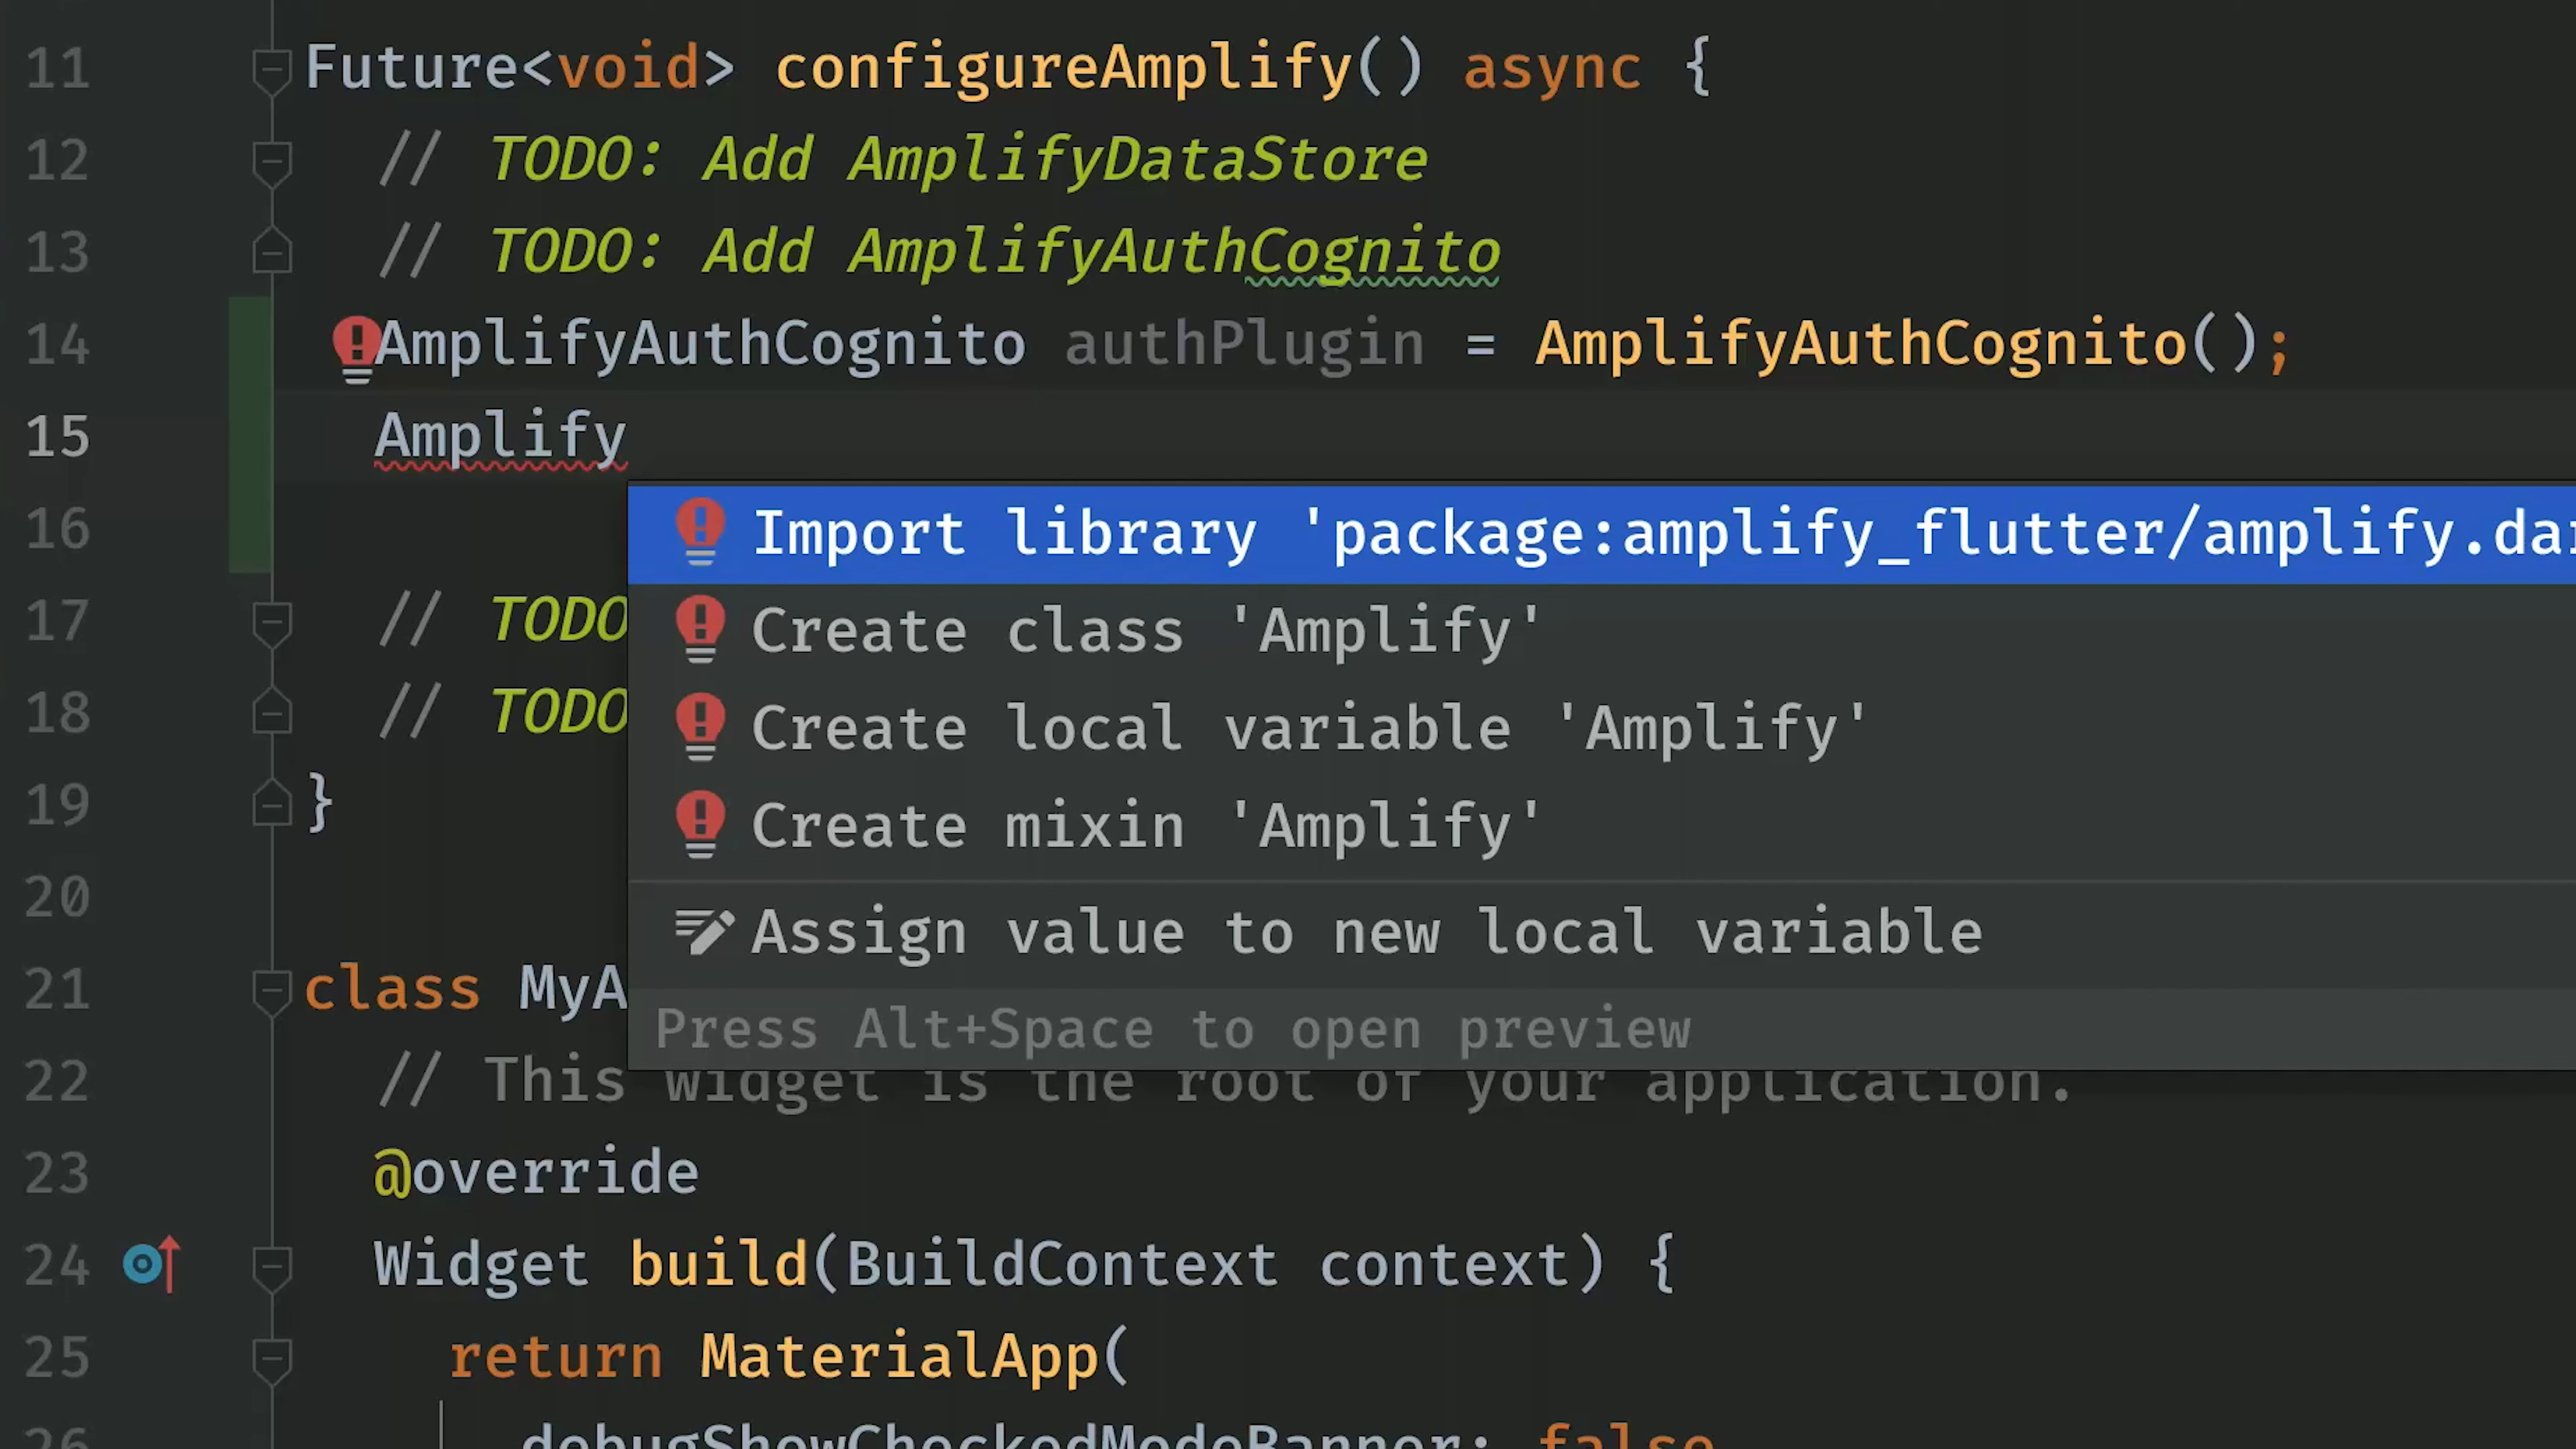 11 Future<void> configureAmplify() async {
12 // TODO: Add AmplifyDataStore
13 // TODO: Add AmplifyAuthCognito
14 AmplifyAuthCognito authPlugin = AmplifyAuthCognito();
15 Amplify
16
Import library 'package:amplify_flutter/amplify.da
17 // TODO
Create class 'Amplify'
18 // TODO
Create local variable 'Amplify'
19 }
Create mixin 'Amplify'
20
Assign value to new local variable
21 class MyA
Press Alt+Space to open preview
22 // This widget is the root of your application.
23 @override
24 Widget build(BuildContext context) {
25 return MaterialApp(
26 debugShowCheckedModeBanner: false